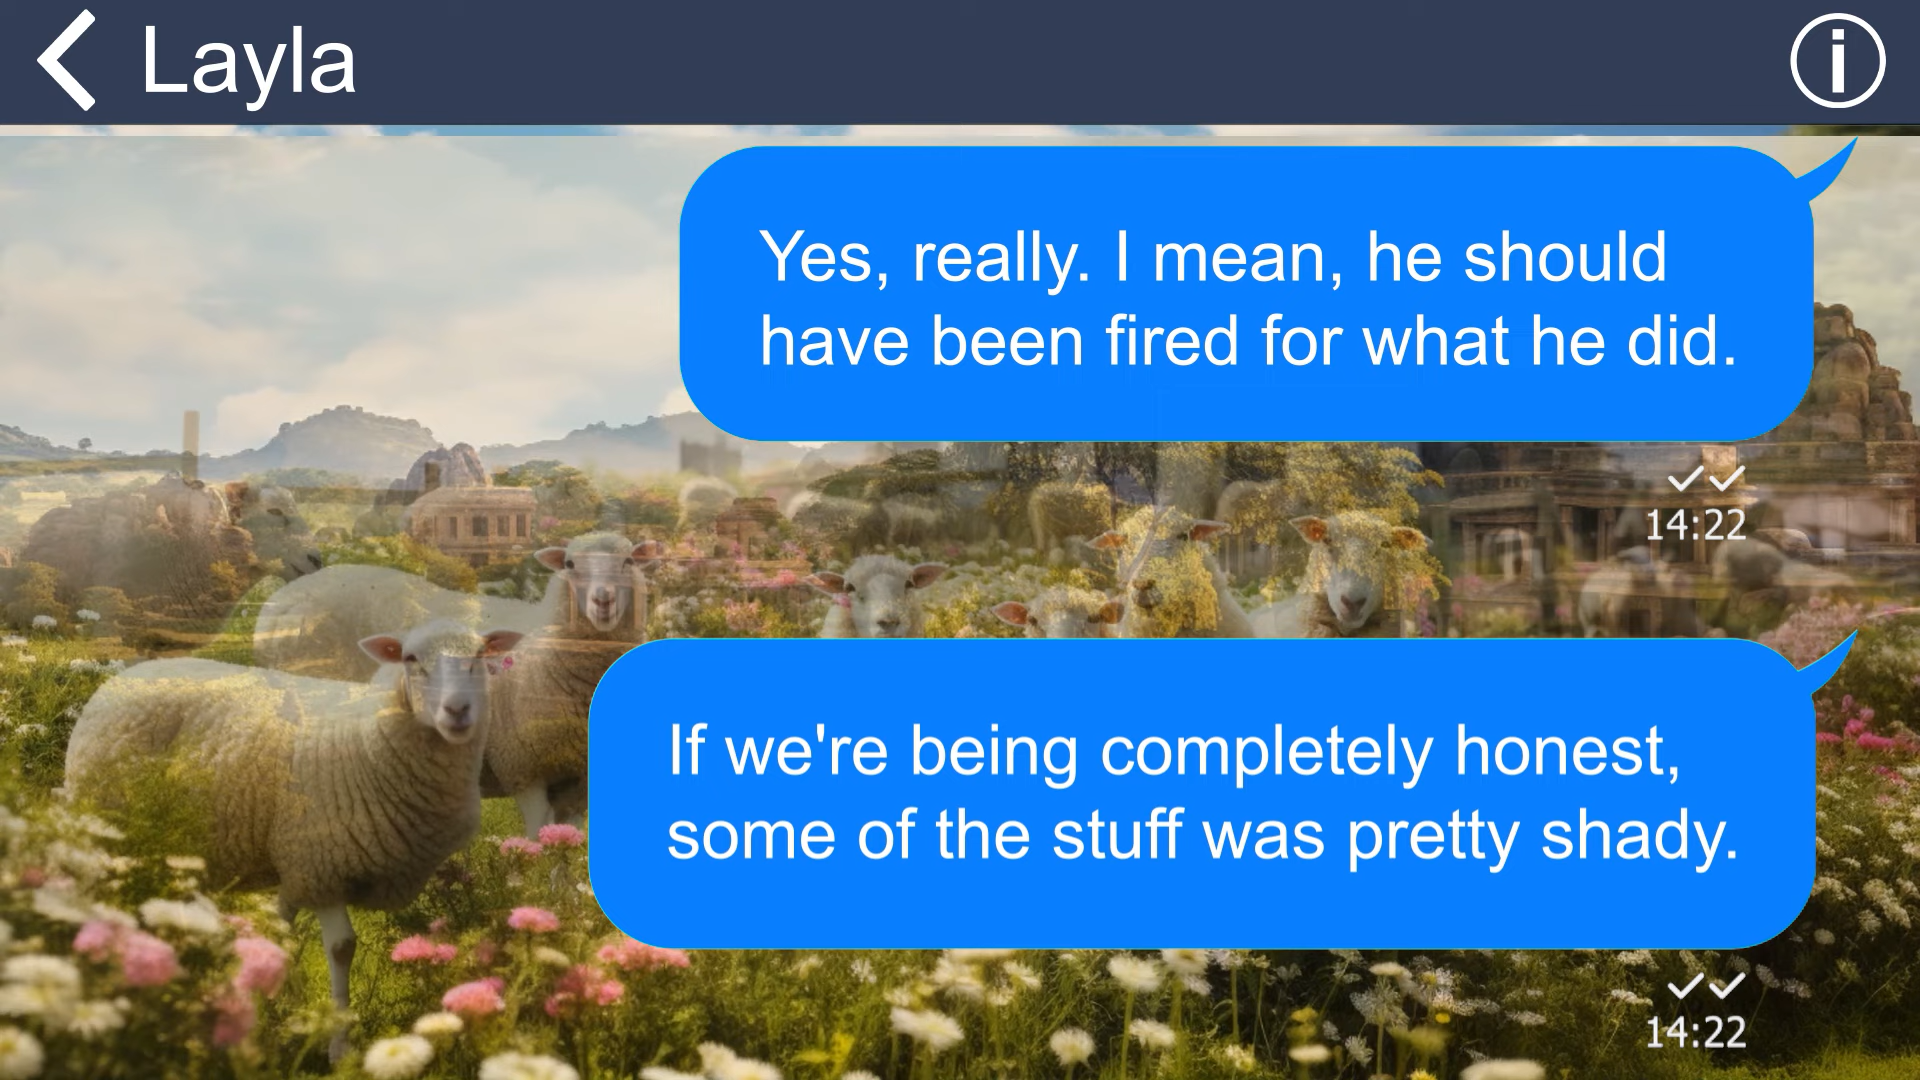 Layla
Yes, really. I mean, he should
have been fired for what he did.
14:22
If we're being completely honest,
some of the stuff was pretty shady.
14:22